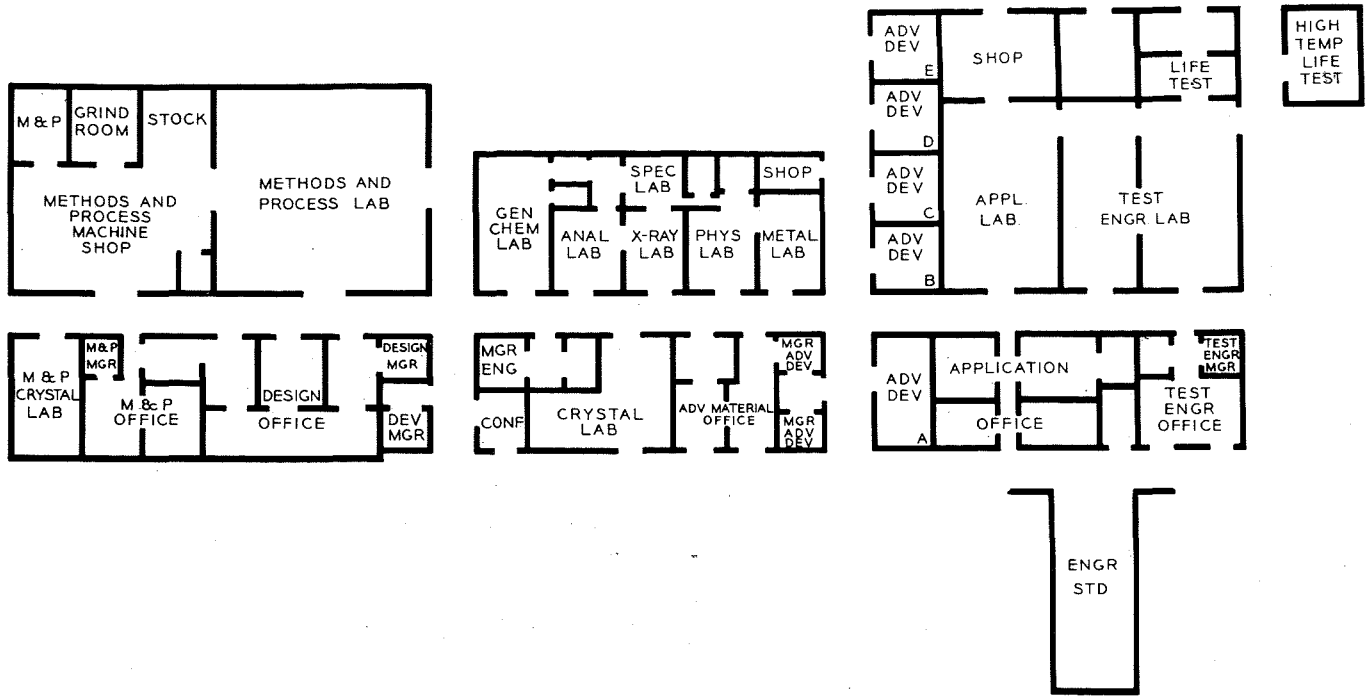 M & P
GRIND
ROOM
STOCK
METHODS AND
PROCESS
MACHINE
SHOP
METHODS AND
PROCESS LAB
GEN
CHEM
LAB
ANAL
LAB
SPEC
LAB
X-RAY
LAB
PHYS
LAB
SHOP
METAL
LAB
ADV
DEV
E
ADV
DEV
D
ADV
DEV
C
ADV
DEV
B
SHOP
LIFE
TEST
APPL.
LAB.
TEST
ENGR. LAB
HIGH
TEMP
LIFE
TEST
M & P
CRYSTAL
LAB
M & P
MGR
M & P
OFFICE
DESIGN
OFFICE
DESIGN
MGR
DEV
MGR
MGR
ENG
CONF
CRYSTAL
LAB
ADV MATERIAL
OFFICE
MGR
ADV
DEV
MGR
ADV
DEV
ADV
DEV
A
APPLICATION
OFFICE
TEST
ENGR
MGR
TEST
ENGR
OFFICE
ENGR
STD